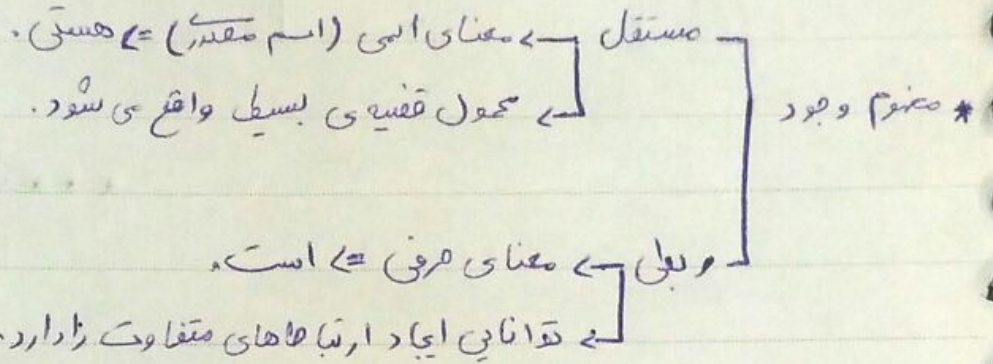 مستقل ← معنای اسمی (اسم مصدر) ⇐ هستی.
← محمول قضیه ی بسیط واقع می شود.
* مفهوم وجود
ربطی ← معنای حرفی ⇐ است.
← توانایی ایجاد ارتباط های متفاوت را دارد.